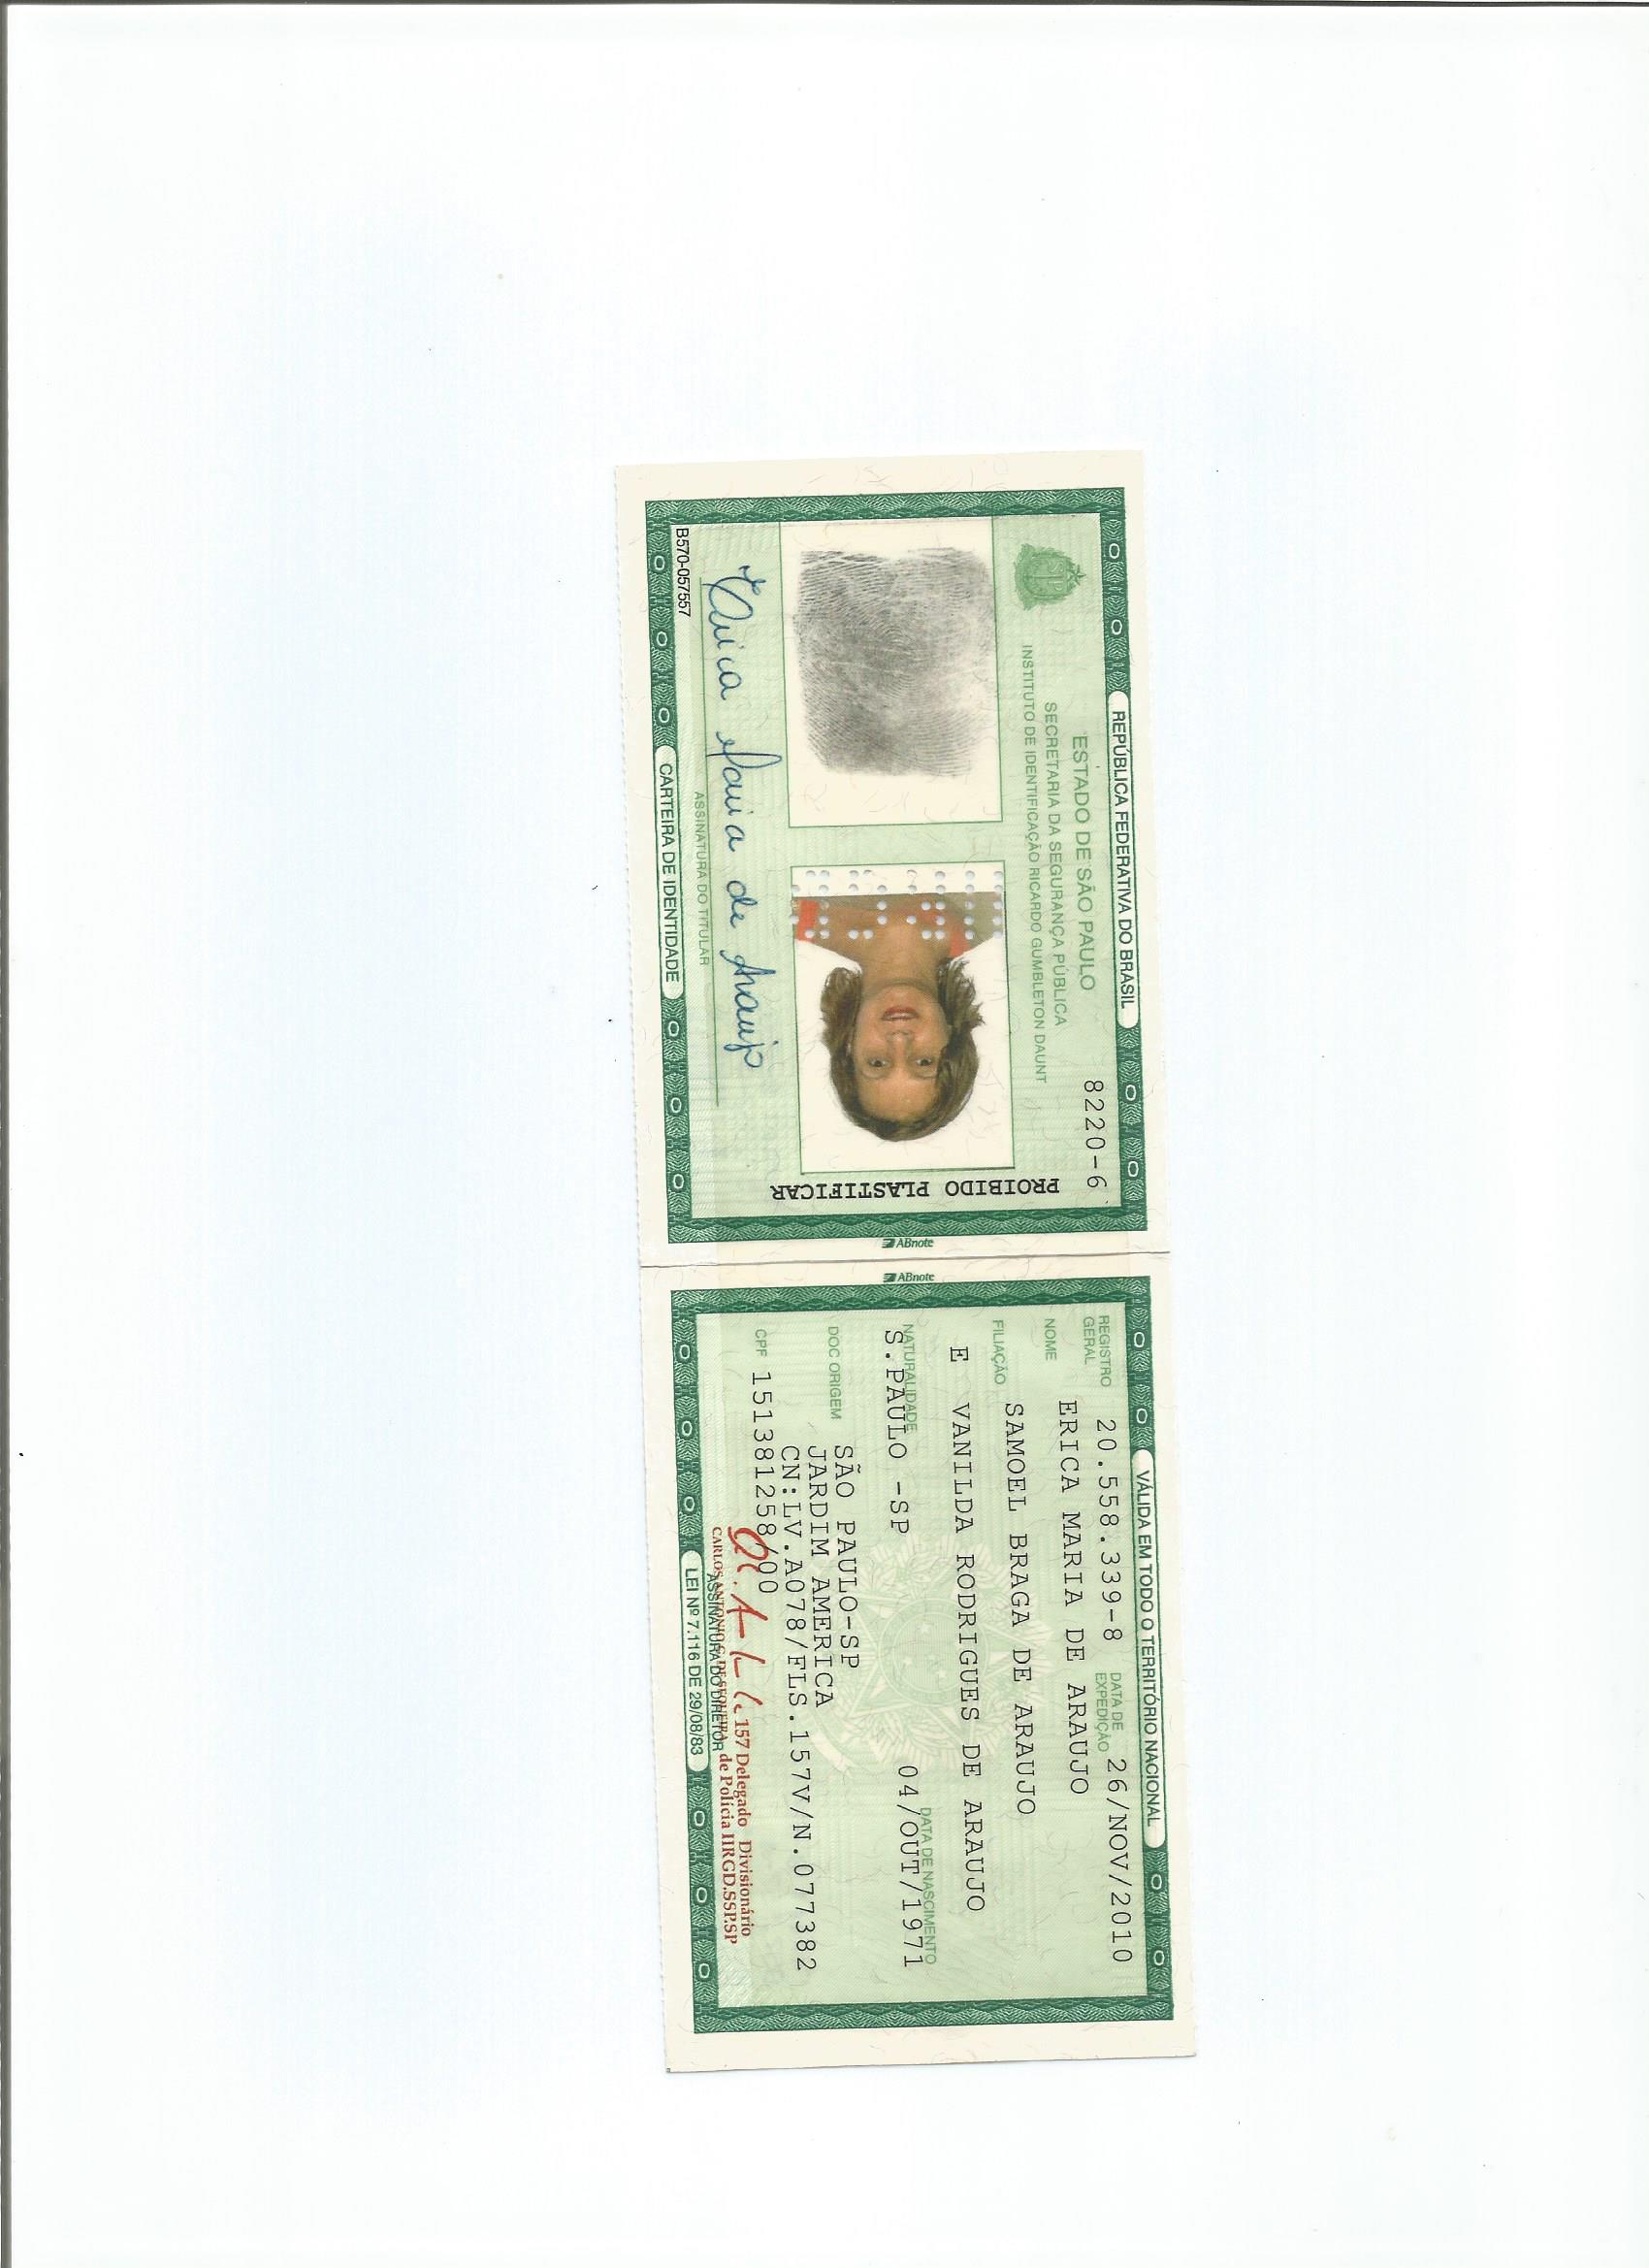 REPÚBLICA FEDERATIVA DO BRASIL
8220-6
ESTADO DE SÃO PAULO
SECRETARIA DA SEGURANÇA PÚBLICA
INSTITUTO DE IDENTIFICAÇÃO RICARDO GUMBLETON DAUNT
PROIBIDO PLASTIFICAR
Erica Maria de Araujo
ASSINATURA DO TITULAR
B570-057557
CARTEIRA DE IDENTIDADE
ABnote
ABnote
VÁLIDA EM TODO O TERRITÓRIO NACIONAL
REGISTRO GERAL 20.558.339-8 DATA DE EXPEDIÇÃO 26/NOV/2010
NOME ERICA MARIA DE ARAUJO
FILIAÇÃO SAMOEL BRAGA DE ARAUJO
E VANILDA RODRIGUES DE ARAUJO
NATURALIDADE DATA DE NASCIMENTO
S.PAULO -SP 04/OUT/1971
DOC ORIGEM SÃO PAULO-SP
JARDIM AMERICA
CN:LV.A078/FLS.157V/N.077382
CPF 151381258/00
157 Delegado Divisionário
de Polícia IIRGD.SSP.SP
ASSINATURA DO DIRETOR
LEI Nº 7.116 DE 29/08/83